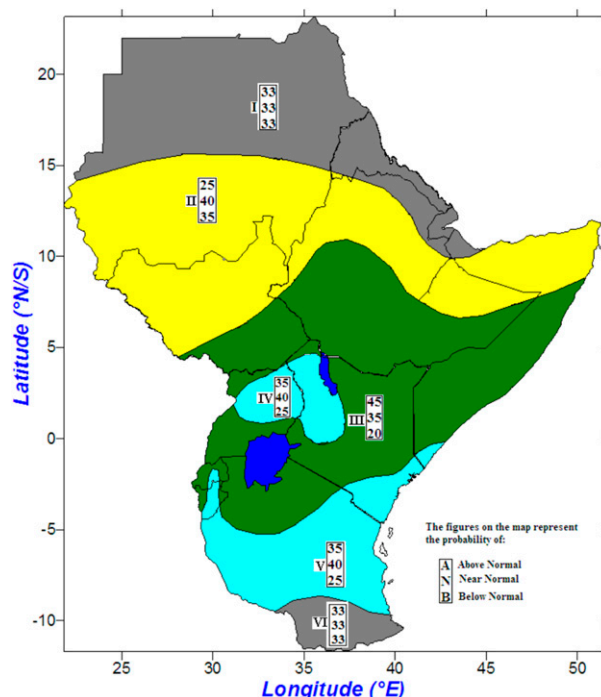 20
15
10
5
0
-5
-10
Latitude (°N/S)
I
33
33
33
II
25
40
35
IV
35
40
25
III
45
35
20
V
35
40
25
VI
33
33
33
The figures on the map represent
the probability of:
A Above Normal
N Near Normal
B Below Normal
25 30 35 40 45 50
Longitude (°E)